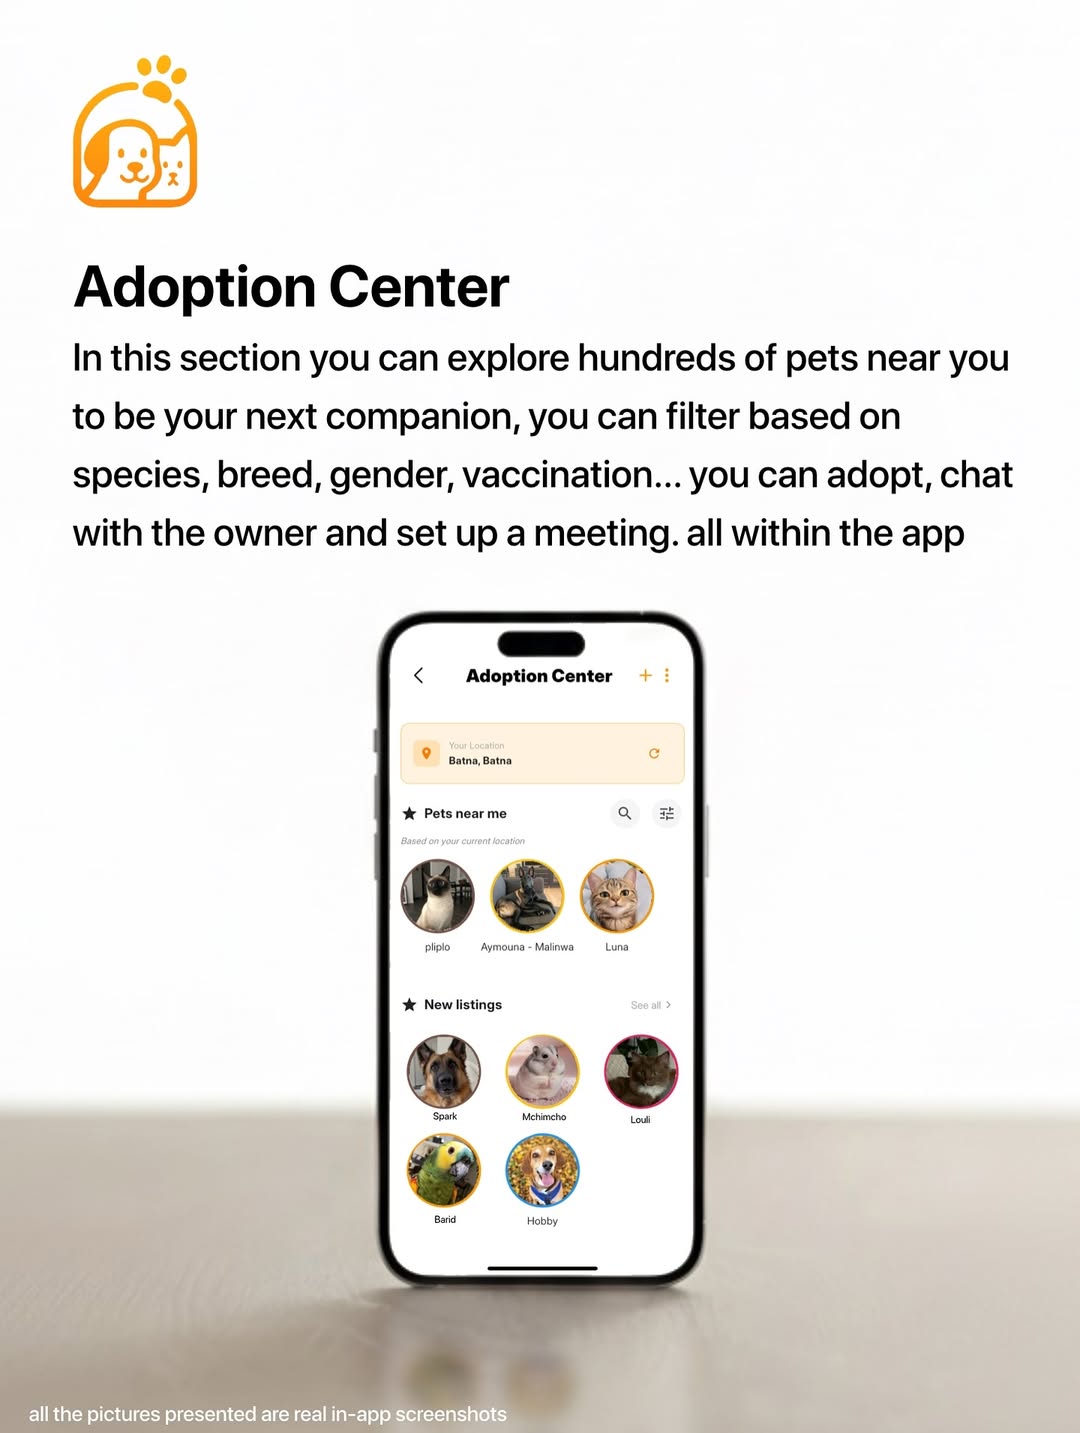 Adoption Center
In this section you can explore hundreds of pets near you
to be your next companion, you can filter based on
species, breed, gender, vaccination... you can adopt, chat
with the owner and set up a meeting. all within the app
Adoption Center
Your Location
Batna, Batna
Pets near me
Based on your current location
pliplo
Aymouna - Malinwa
Luna
New listings
See all
Spark
Mchimcho
Louli
Barid
Hobby
all the pictures presented are real in-app screenshots